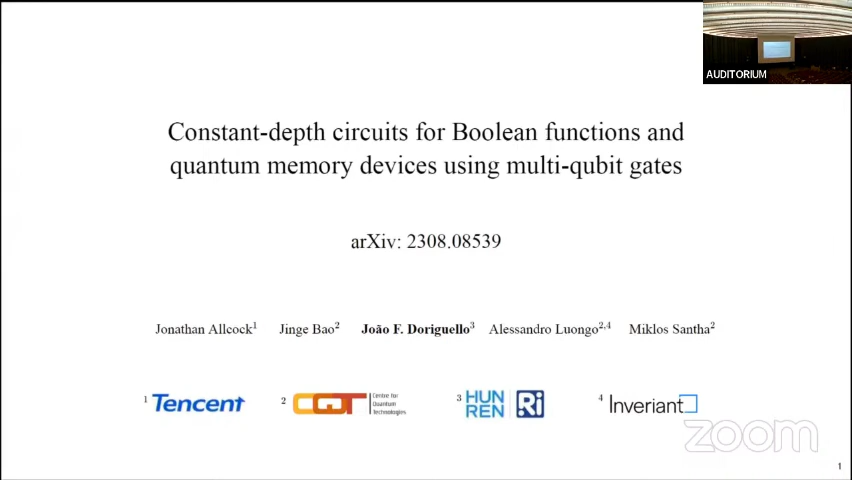 AUDITORIUM
Constant-depth circuits for Boolean functions and
quantum memory devices using multi-qubit gates
arXiv: 2308.08539
Jonathan Allcock¹ Jinge Bao² João F. Doriguello³ Alessandro Luongo²,⁴ Miklos Santha²
1 Tencent
2 CQT Centre for Quantum Technologies
3 HUN REN Ri
4 Inveriant
zoom
1